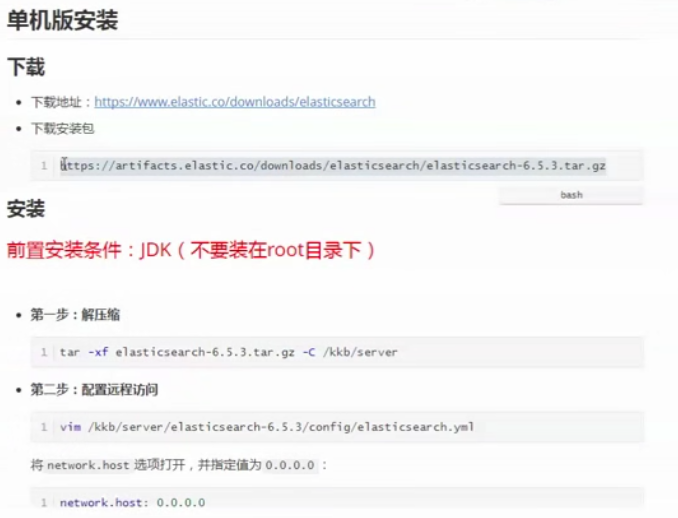 单机版安装
下载
• 下载地址：https://www.elastic.co/downloads/elasticsearch
• 下载安装包
1 https://artifacts.elastic.co/downloads/elasticsearch/elasticsearch-6.5.3.tar.gz
bash
安装
前置安装条件：JDK（不要装在root目录下）
• 第一步：解压缩
1 tar -xf elasticsearch-6.5.3.tar.gz -C /kkb/server
• 第二步：配置远程访问
1 vim /kkb/server/elasticsearch-6.5.3/config/elasticsearch.yml
将 network.host 选项打开，并指定值为 0.0.0.0 ：
1 network.host: 0.0.0.0